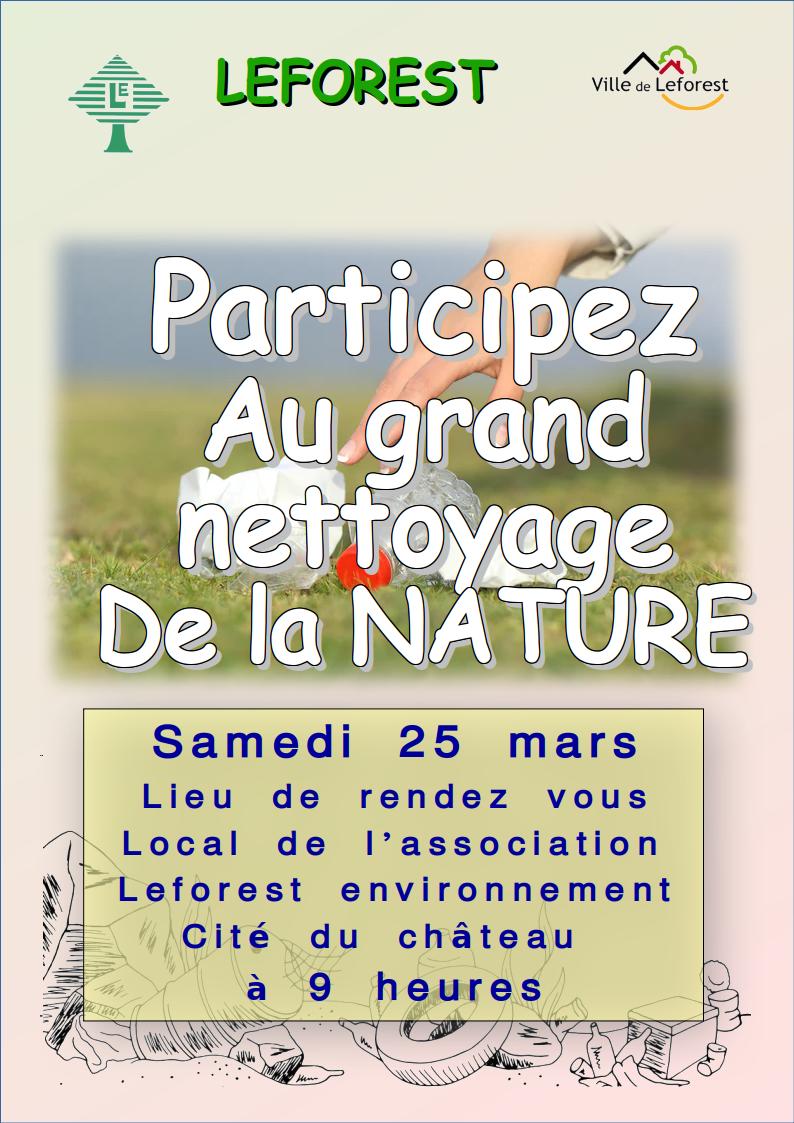 LE
LEFOREST
Ville de Leforest
Participez
Au grand
nettoyage
De la NATURE
Samedi 25 mars
Lieu de rendez vous
Local de l'association
Leforest environnement
Cité du château
à 9 heures